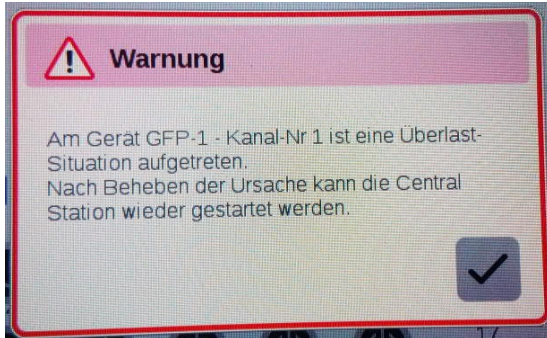 Warnung
Am Gerät GFP-1 - Kanal-Nr 1 ist eine Überlast-
Situation aufgetreten.
Nach Beheben der Ursache kann die Central
Station wieder gestartet werden.